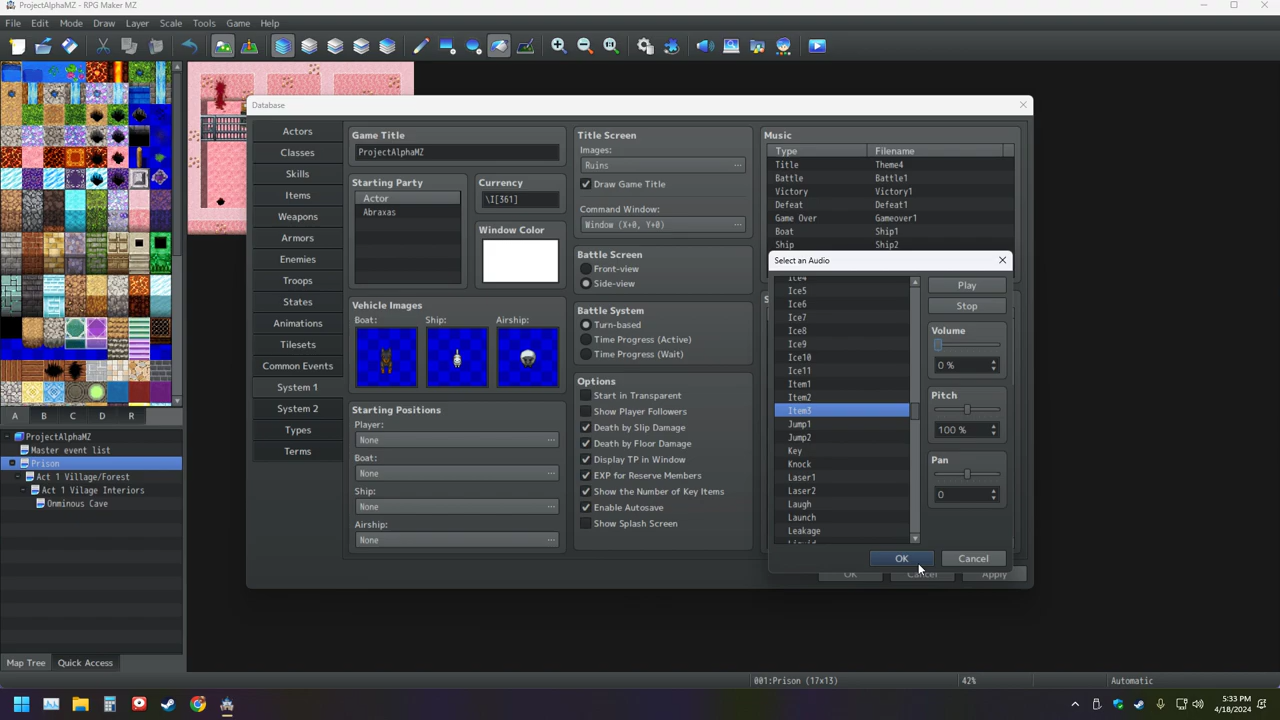 ProjectAlphaMZ - RPG Maker MZ
File Edit Mode Draw Layer Scale Tools Game Help
Database
Actors
Classes
Skills
Items
Weapons
Armors
Enemies
Troops
States
Animations
Tilesets
Common Events
System 1
System 2
Types
Terms
Game Title
ProjectAlphaMZ
Starting Party
Actor
Abraxas
Currency
\I[361]
Window Color
Vehicle Images
Boat: Ship: Airship:
Starting Positions
Player:
None ...
Boat:
None ...
Ship:
None ...
Airship:
None ...
Title Screen
Images:
Ruins ...
Draw Game Title
Command Window:
Window (X+0, Y+0) ...
Battle Screen
Front-view
Side-view
Battle System
Turn-based
Time Progress (Active)
Time Progress (Wait)
Options
Start in Transparent
Show Player Followers
Death by Slip Damage
Death by Floor Damage
Display TP in Window
EXP for Reserve Members
Show the Number of Key Items
Enable Autosave
Show Splash Screen
Music
Type Filename
Title Theme4
Battle Battle1
Victory Victory1
Defeat Defeat1
Game Over Gameover1
Boat Ship1
Ship Ship2
Select an Audio
Ice4
Ice5
Ice6
Ice7
Ice8
Ice9
Ice10
Ice11
Item1
Item2
Item3
Jump1
Jump2
Key
Knock
Laser1
Laser2
Laugh
Launch
Leakage
Liquid
Play
Stop
Volume
0 %
Pitch
100 %
Pan
0
OK Cancel
OK Cancel Apply
A B C D R
ProjectAlphaMZ
Master event list
Prison
Act 1 Village/Forest
Act 1 Vilage Interiors
Onminous Cave
Map Tree Quick Access
001:Prison (17x13) 42% Automatic
5:33 PM
4/18/2024